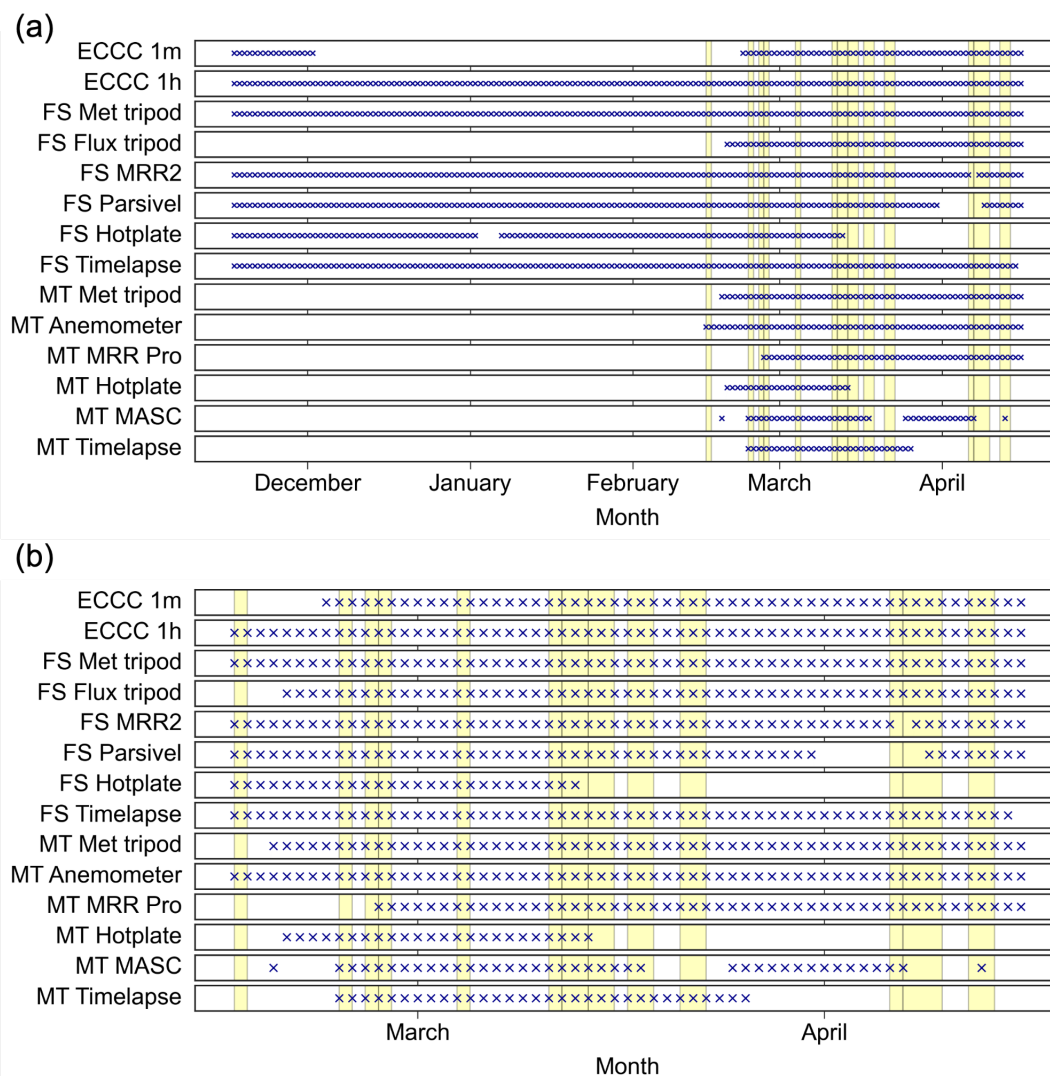 (a)
ECCC 1m
ECCC 1h
FS Met tripod
FS Flux tripod
FS MRR2
FS Parsivel
FS Hotplate
FS Timelapse
MT Met tripod
MT Anemometer
MT MRR Pro
MT Hotplate
MT MASC
MT Timelapse
December January February March April
Month
(b)
ECCC 1m
ECCC 1h
FS Met tripod
FS Flux tripod
FS MRR2
FS Parsivel
FS Hotplate
FS Timelapse
MT Met tripod
MT Anemometer
MT MRR Pro
MT Hotplate
MT MASC
MT Timelapse
March April
Month